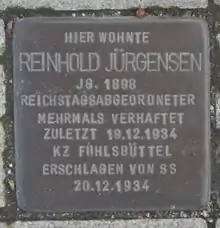 HIER WOHNTE
REINHOLD JÜRGENSEN
JG. 1898
REICHSTAGSABGEORDNETER
MEHRMALS VERHAFTET
ZULETZT 19.12.1934
KZ FUHLSBÜTTEL
ERSCHLAGEN VON SS
20.12.1934